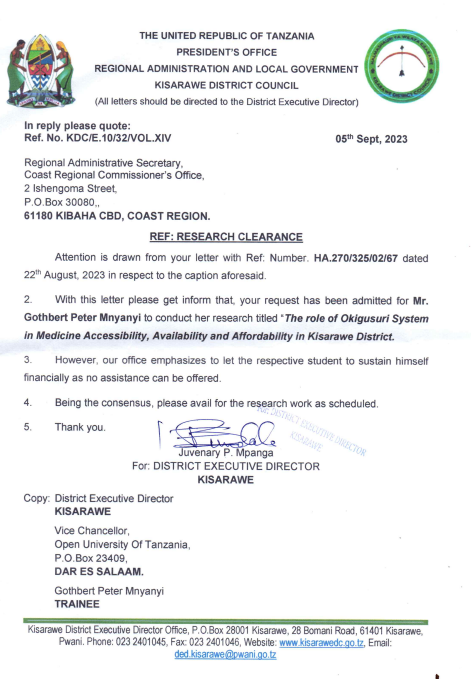 THE UNITED REPUBLIC OF TANZANIA
PRESIDENT'S OFFICE
REGIONAL ADMINISTRATION AND LOCAL GOVERNMENT
KISARAWE DISTRICT COUNCIL
(All letters should be directed to the District Executive Director)
In reply please quote:
Ref. No. KDC/E.10/32/VOL.XIV
05th Sept, 2023
Regional Administrative Secretary,
Coast Regional Commissioner's Office,
2 Ishengoma Street,
P.O.Box 30080,,
61180 KIBAHA CBD, COAST REGION.
REF: RESEARCH CLEARANCE
Attention is drawn from your letter with Ref: Number. HA.270/325/02/67 dated
22th August, 2023 in respect to the caption aforesaid.
2. With this letter please get inform that, your request has been admitted for Mr.
Gothbert Peter Mnyanyi to conduct her research titled "The role of Okigusuri System
in Medicine Accessibility, Availability and Affordability in Kisarawe District.
3. However, our office emphasizes to let the respective student to sustain himself
financially as no assistance can be offered.
4. Being the consensus, please avail for the research work as scheduled.
5. Thank you.
THE DISTRICT EXECUTIVE DIRECTOR
KISARAWE
Juvenary P. Mpanga
For: DISTRICT EXECUTIVE DIRECTOR
KISARAWE
Copy: District Executive Director
KISARAWE
Vice Chancellor,
Open University Of Tanzania,
P.O.Box 23409,
DAR ES SALAAM.
Gothbert Peter Mnyanyi
TRAINEE
Kisarawe District Executive Director Office, P.O.Box 28001 Kisarawe, 28 Bomani Road, 61401 Kisarawe,
Pwani. Phone: 023 2401045, Fax: 023 2401046, Website: www.kisarawedc.go.tz, Email:
ded.kisarawe@pwani.go.tz